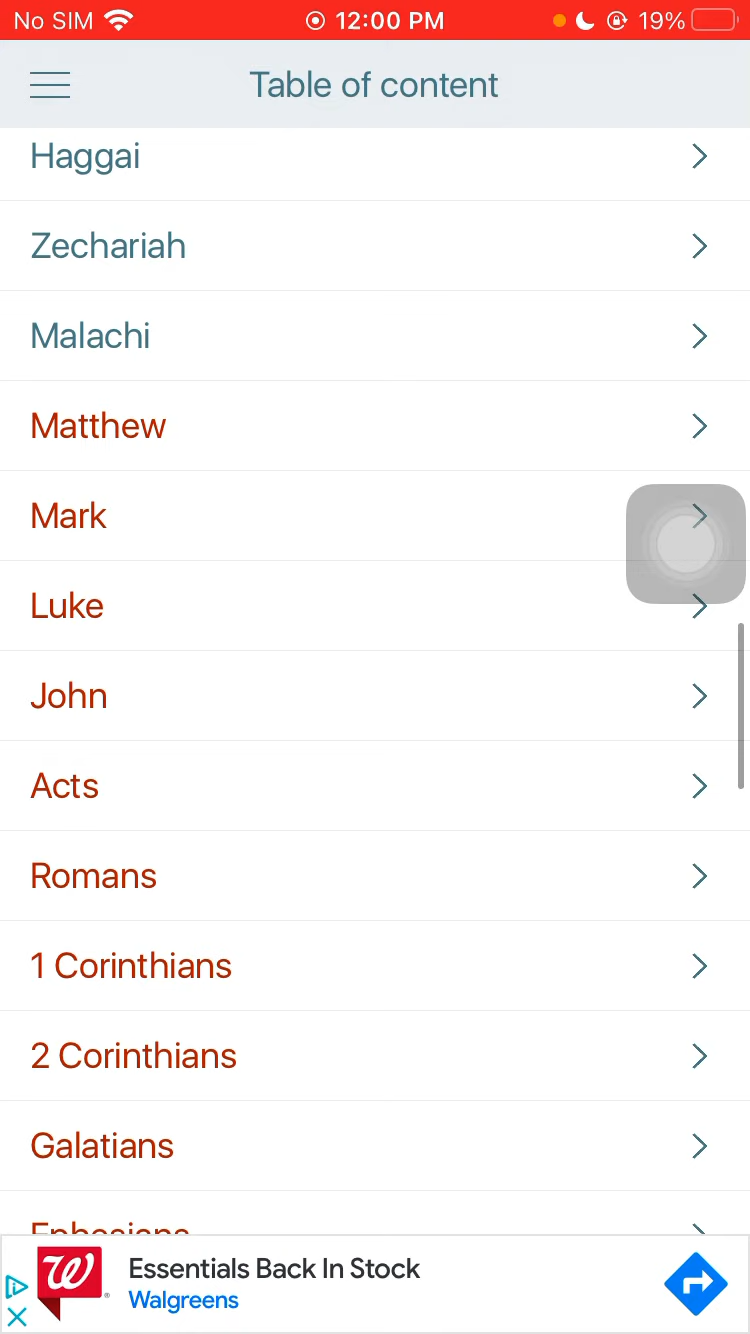 No SIM 12:00 PM 19%
Table of content
Haggai
Zechariah
Malachi
Matthew
Mark
Luke
John
Acts
Romans
1 Corinthians
2 Corinthians
Galatians
Ephesians
Essentials Back In Stock
Walgreens